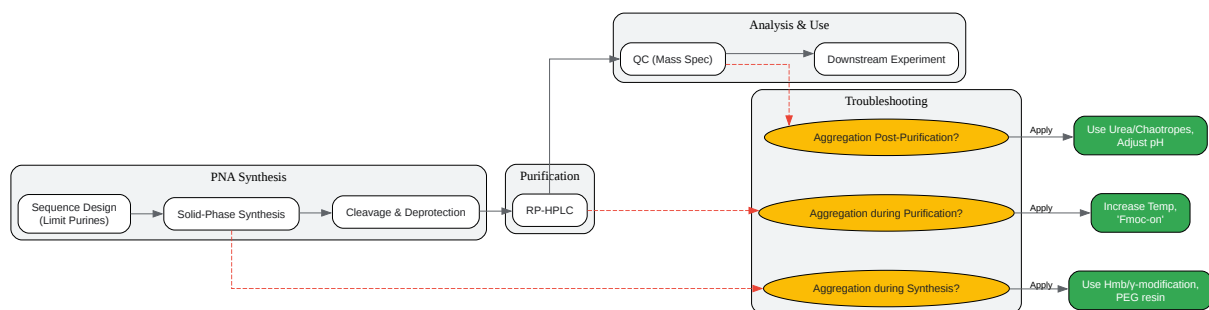 Analysis & Use
QC (Mass Spec)
Downstream Experiment
Troubleshooting
Aggregation Post-Purification?
Apply
Use Urea/Chaotropes,
Adjust pH
PNA Synthesis
Sequence Design
(Limit Purines)
Solid-Phase Synthesis
Cleavage & Deprotection
Purification
RP-HPLC
Aggregation during Purification?
Apply
Increase Temp,
'Fmoc-on'
Aggregation during Synthesis?
Apply
Use Hmb/γ-modification,
PEG resin